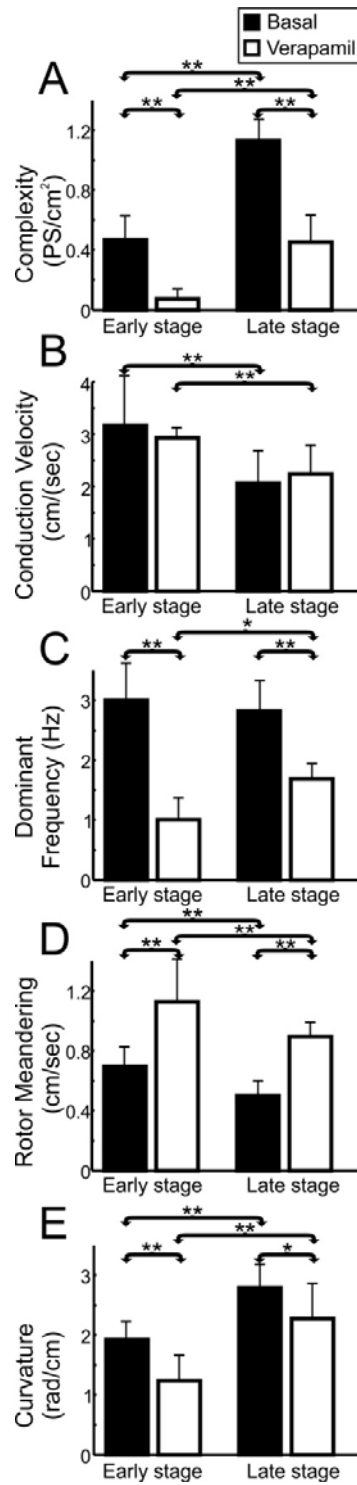 Basal
Verapamil
A
**
**
**
**
Complexity
(PS/cm²)
1.2
0.8
0.4
0
Early stage
Late stage
B
**
**
Conduction Velocity
(cm/(sec)
4
3
2
1
0
Early stage
Late stage
C
*
**
**
Dominant
Frequency (Hz)
3
2
1
0
Early stage
Late stage
D
**
**
**
**
Rotor Meandering
(cm/sec)
1.2
0.8
0.4
0
Early stage
Late stage
E
**
**
**
*
Curvature
(rad/cm)
3
2
1
0
Early stage
Late stage